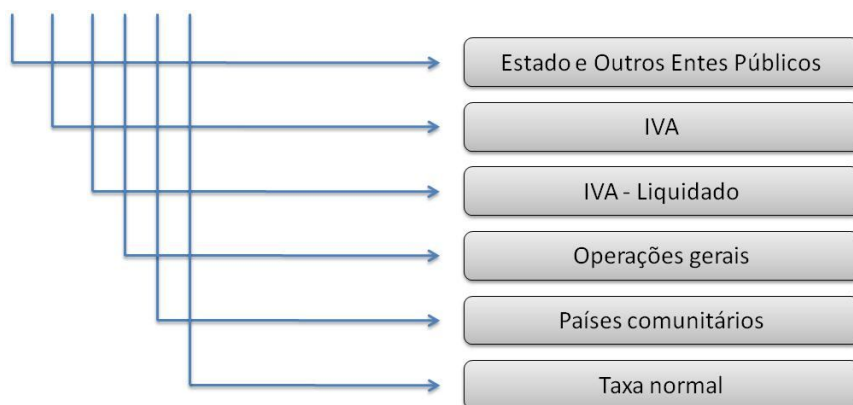 Estado e Outros Entes Públicos
IVA
IVA - Liquidado
Operações gerais
Países comunitários
Taxa normal